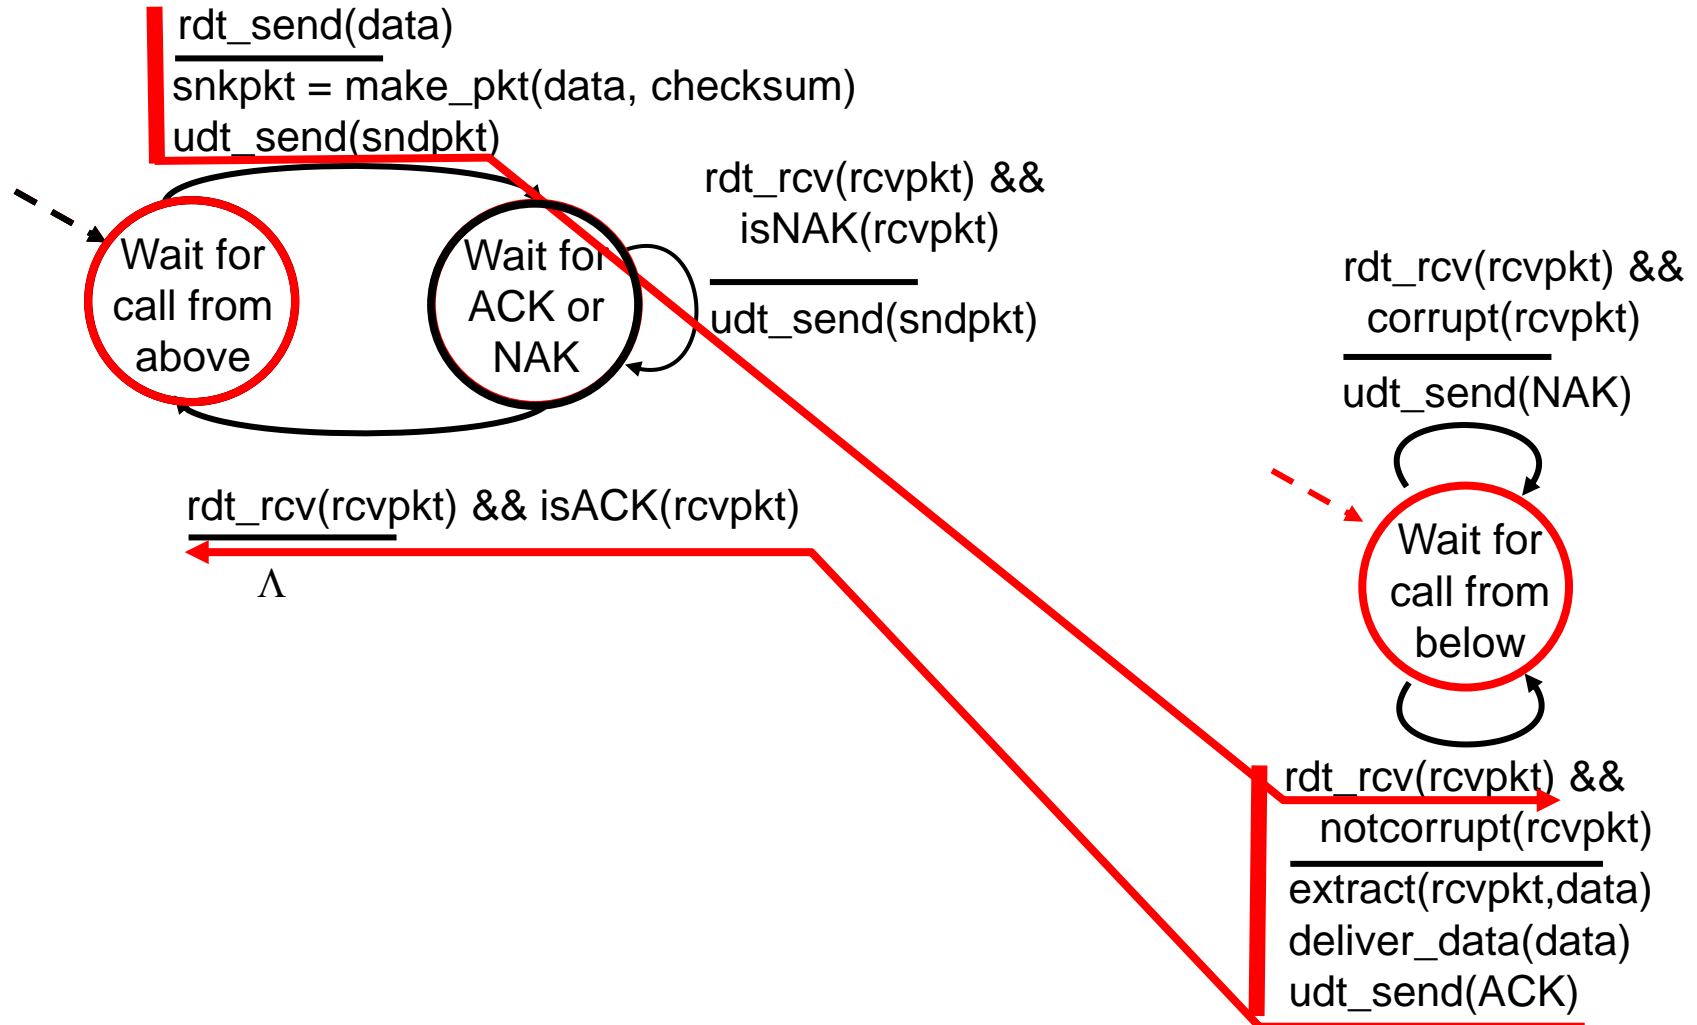 rdt_send(data)
snkpkt = make_pkt(data, checksum)
udt_send(sndpkt)
Wait for
call from
above
Wait for
ACK or
NAK
rdt_rcv(rcvpkt) &&
isNAK(rcvpkt)
udt_send(sndpkt)
rdt_rcv(rcvpkt) && isACK(rcvpkt)
Λ
rdt_rcv(rcvpkt) &&
corrupt(rcvpkt)
udt_send(NAK)
Wait for
call from
below
rdt_rcv(rcvpkt) &&
notcorrupt(rcvpkt)
extract(rcvpkt,data)
deliver_data(data)
udt_send(ACK)